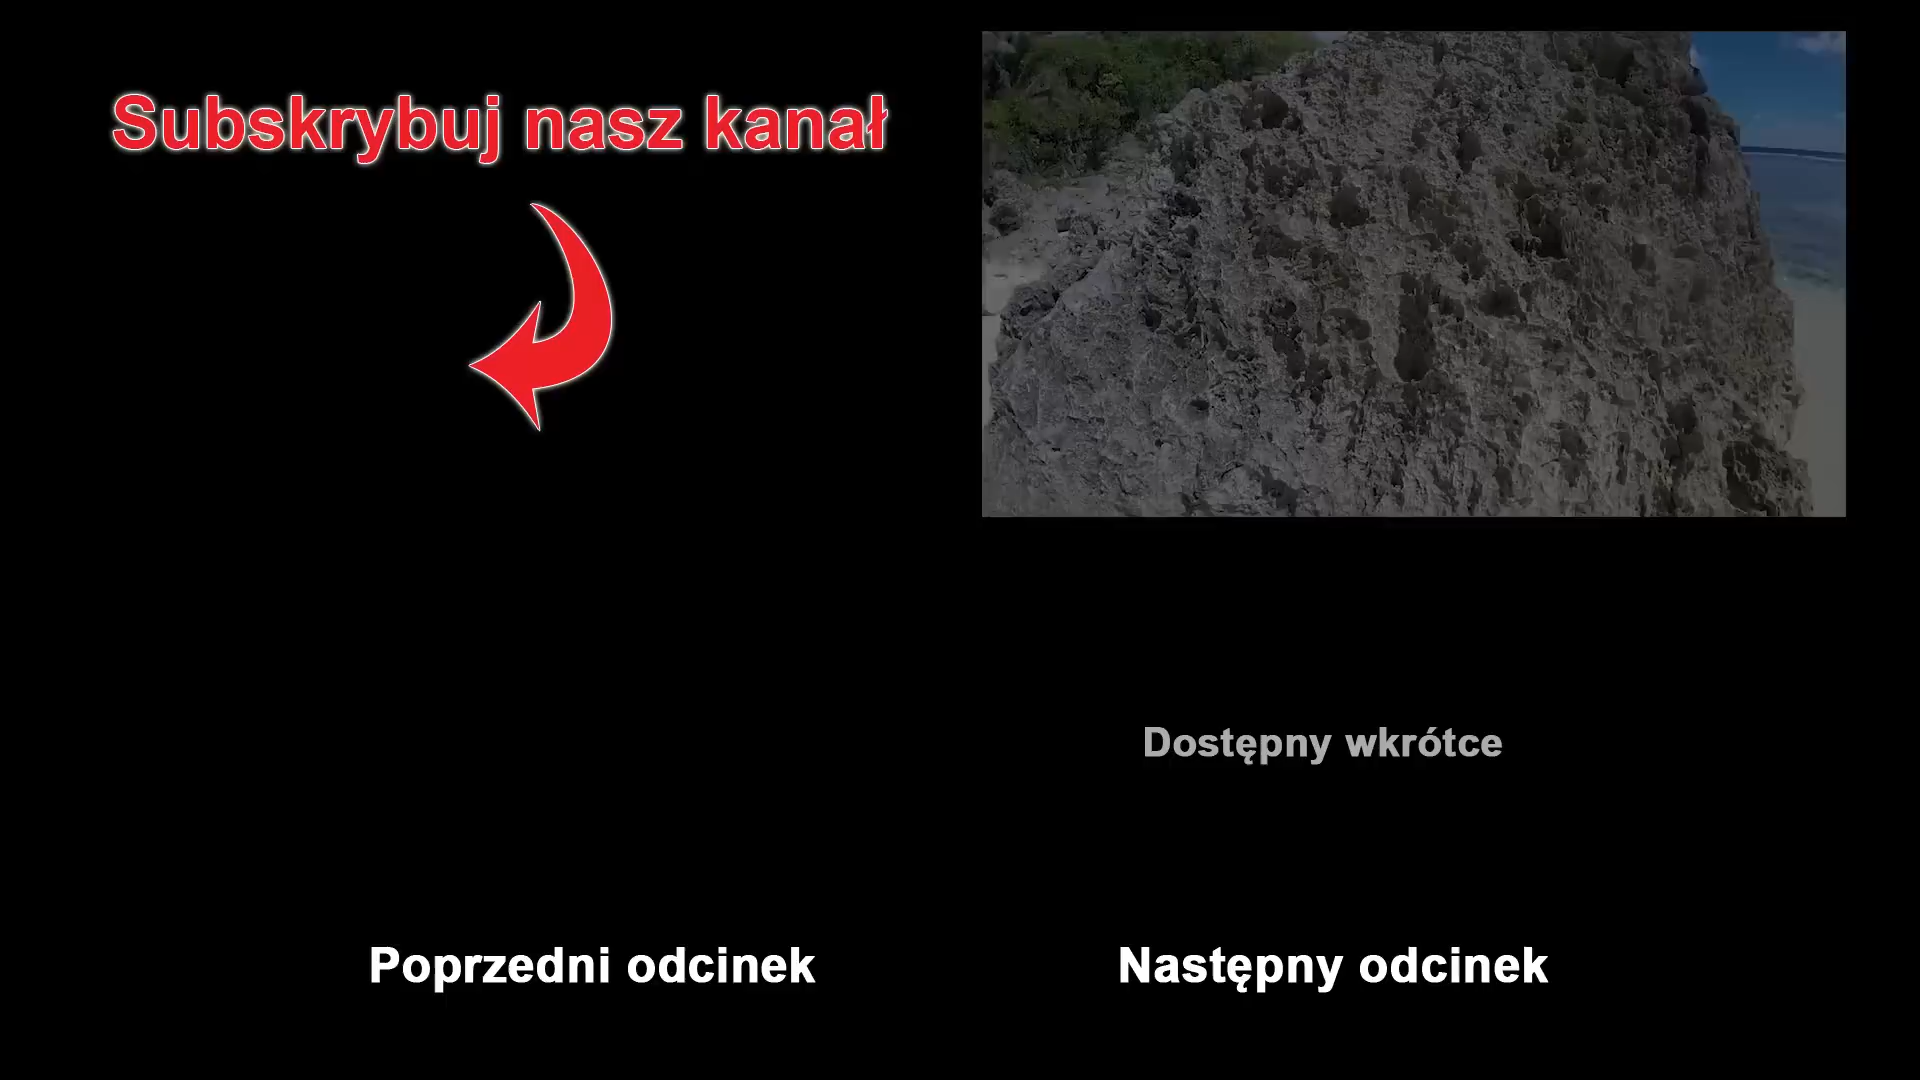 Subskrybuj nasz kanał
Dostępny wkrótce
Poprzedni odcinek
Następny odcinek